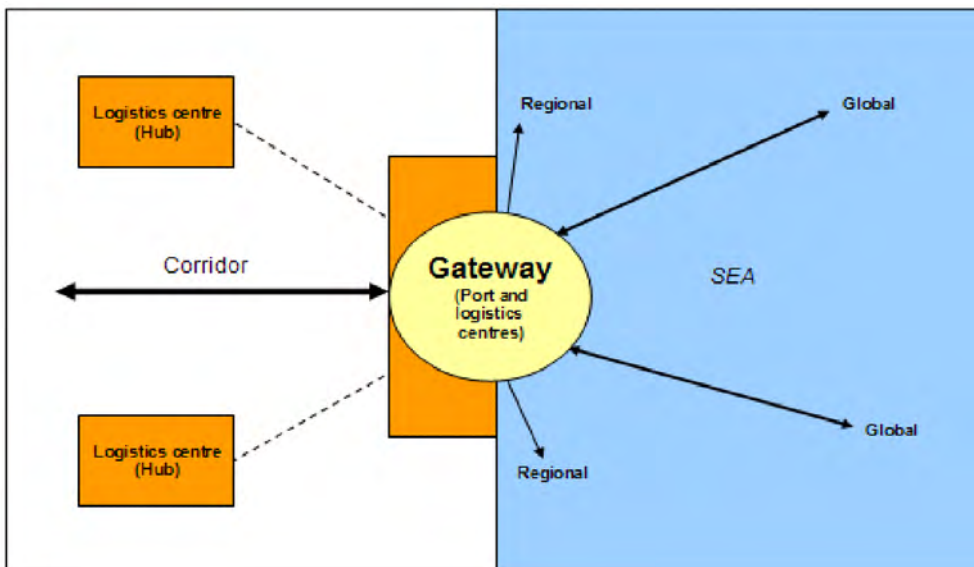 Logistics centre
(Hub)
Regional
Global
Corridor
Gateway
(Port and
logistics
centres)
SEA
Logistics centre
(Hub)
Regional
Global